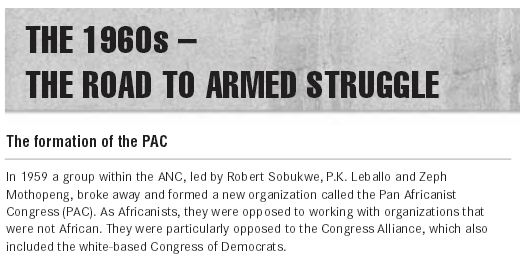 THE 1960s –
THE ROAD TO ARMED STRUGGLE
The formation of the PAC
In 1959 a group within the ANC, led by Robert Sobukwe, P.K. Leballo and Zeph
Mothopeng, broke away and formed a new organization called the Pan Africanist
Congress (PAC). As Africanists, they were opposed to working with organizations that
were not African. They were particularly opposed to the Congress Alliance, which also
included the white-based Congress of Democrats.